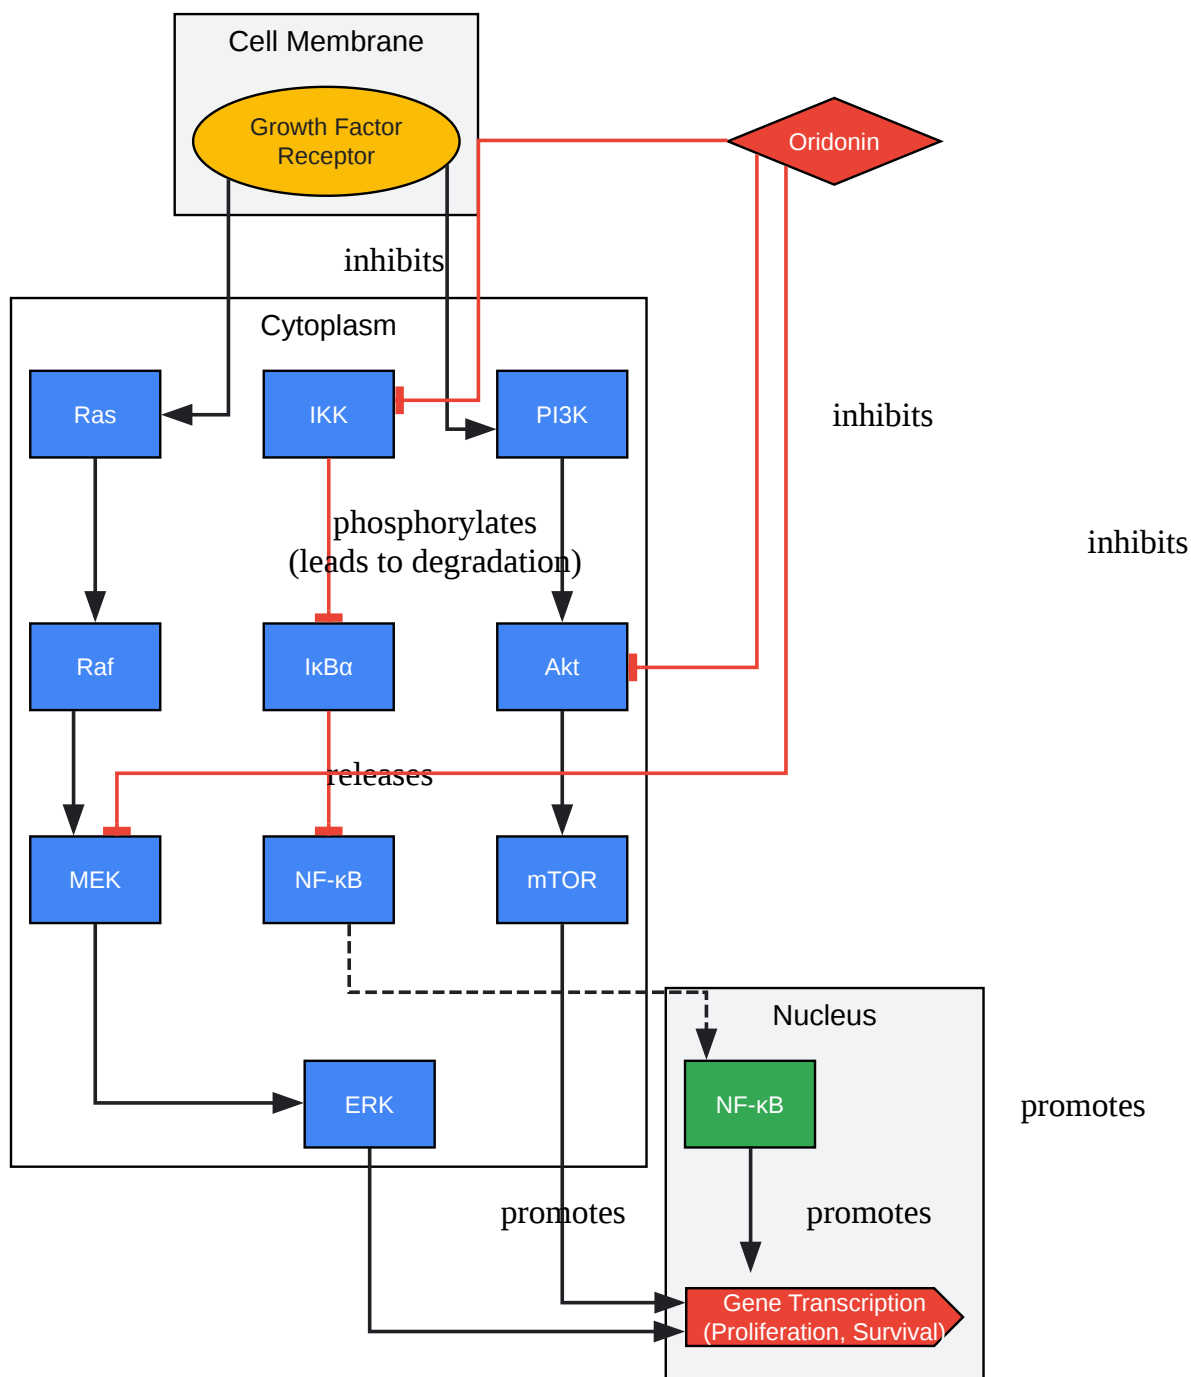 Cell Membrane
Growth Factor
Receptor
Oridonin
inhibits
Cytoplasm
Ras
IKK
PI3K
inhibits
phosphorylates
(leads to degradation)
inhibits
Raf
IκBα
Akt
releases
MEK
NF-κB
mTOR
Nucleus
ERK
NF-κB
promotes
promotes
promotes
Gene Transcription
(Proliferation, Survival)